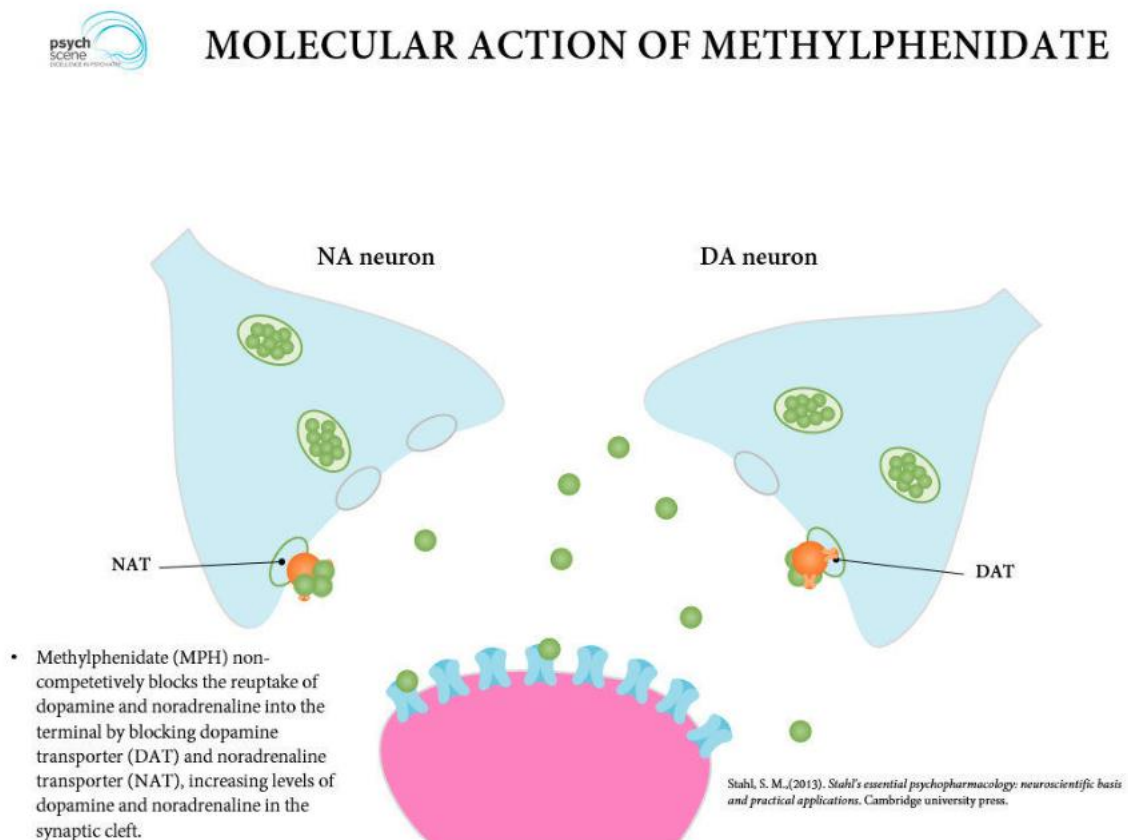 psych
scene
EXCELLENCE IN PSYCHIATRY
MOLECULAR ACTION OF METHYLPHENIDATE
NA neuron
DA neuron
NAT
DAT
• Methylphenidate (MPH) non-
competetively blocks the reuptake of
dopamine and noradrenaline into the
terminal by blocking dopamine
transporter (DAT) and noradrenaline
transporter (NAT), increasing levels of
dopamine and noradrenaline in the
synaptic cleft.
Stahl, S. M.,(2013). Stahl's essential psychopharmacology: neuroscientific basis
and practical applications. Cambridge university press.